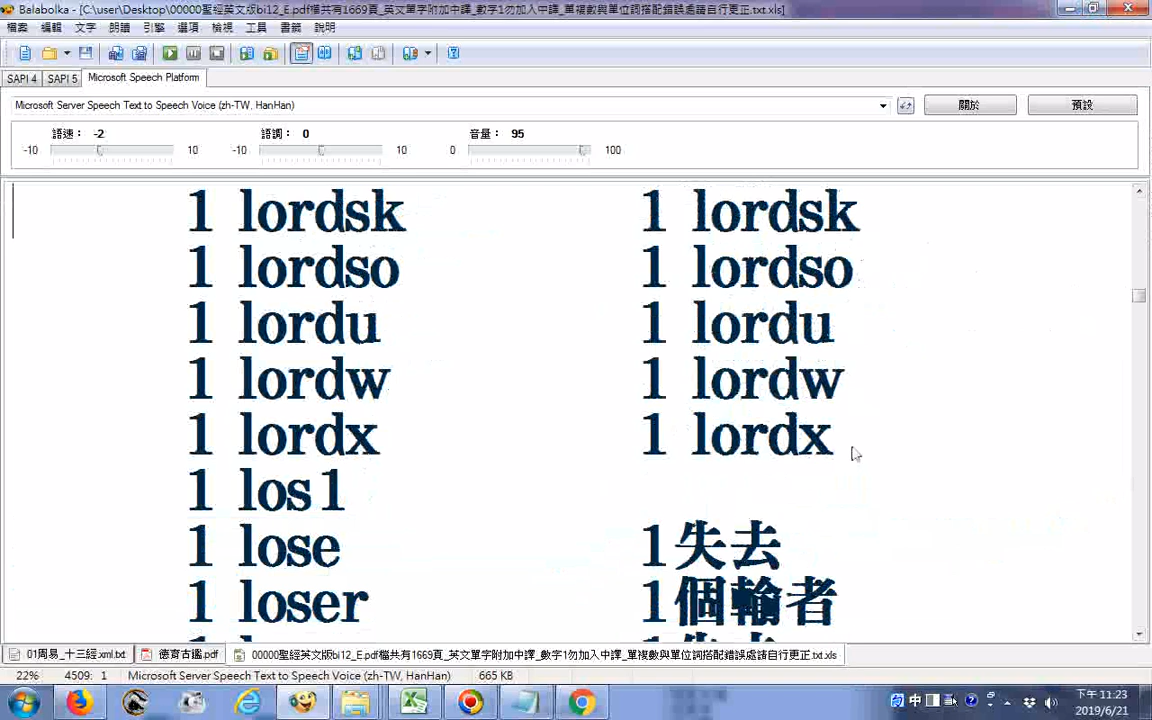 Balabolka - [C:\user\Desktop\00000聖經英文版bi12_E.pdf檔共有1669頁_英文單字附加中譯_數字1勿加入中譯_單複數與單位詞搭配錯誤處請自行更正.txt.xls]
檔案 編輯 文字 朗讀 引擎 選項 檢視 工具 書籤 說明
SAPI 4 SAPI 5 Microsoft Speech Platform
Microsoft Server Speech Text to Speech Voice (zh-TW, HanHan) 關於 預設
語速： -2 語調： 0 音量： 95
-10 10 -10 10 0 100
1 lordsk 1 lordsk
1 lordso 1 lordso
1 lordu 1 lordu
1 lordw 1 lordw
1 lordx 1 lordx
1 los1
1 lose 1失去
1 loser 1個輸者
01周易_十三經.xml.txt 德育古鑑.pdf 00000聖經英文版bi12_E.pdf檔共有1669頁_英文單字附加中譯_數字1勿加入中譯_單複數與單位詞搭配錯誤處請自行更正.txt.xls
22% 4509: 1 Microsoft Server Speech Text to Speech Voice (zh-TW, HanHan) 665 KB
中 下午 11:23
2019/6/21